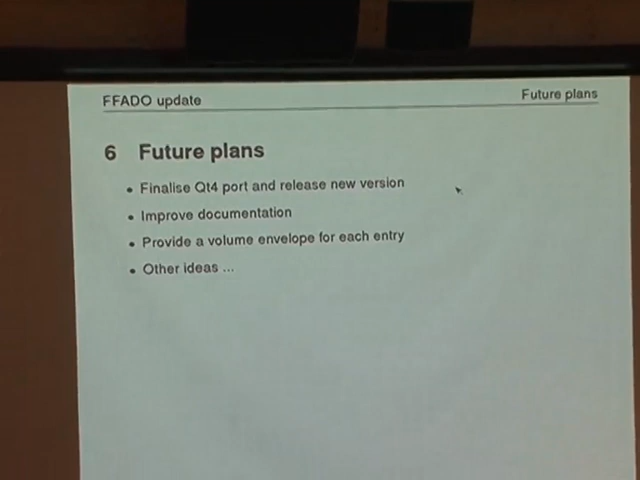 FFADO update
Future plans
6 Future plans
• Finalise Qt4 port and release new version
• Improve documentation
• Provide a volume envelope for each entry
• Other ideas ...